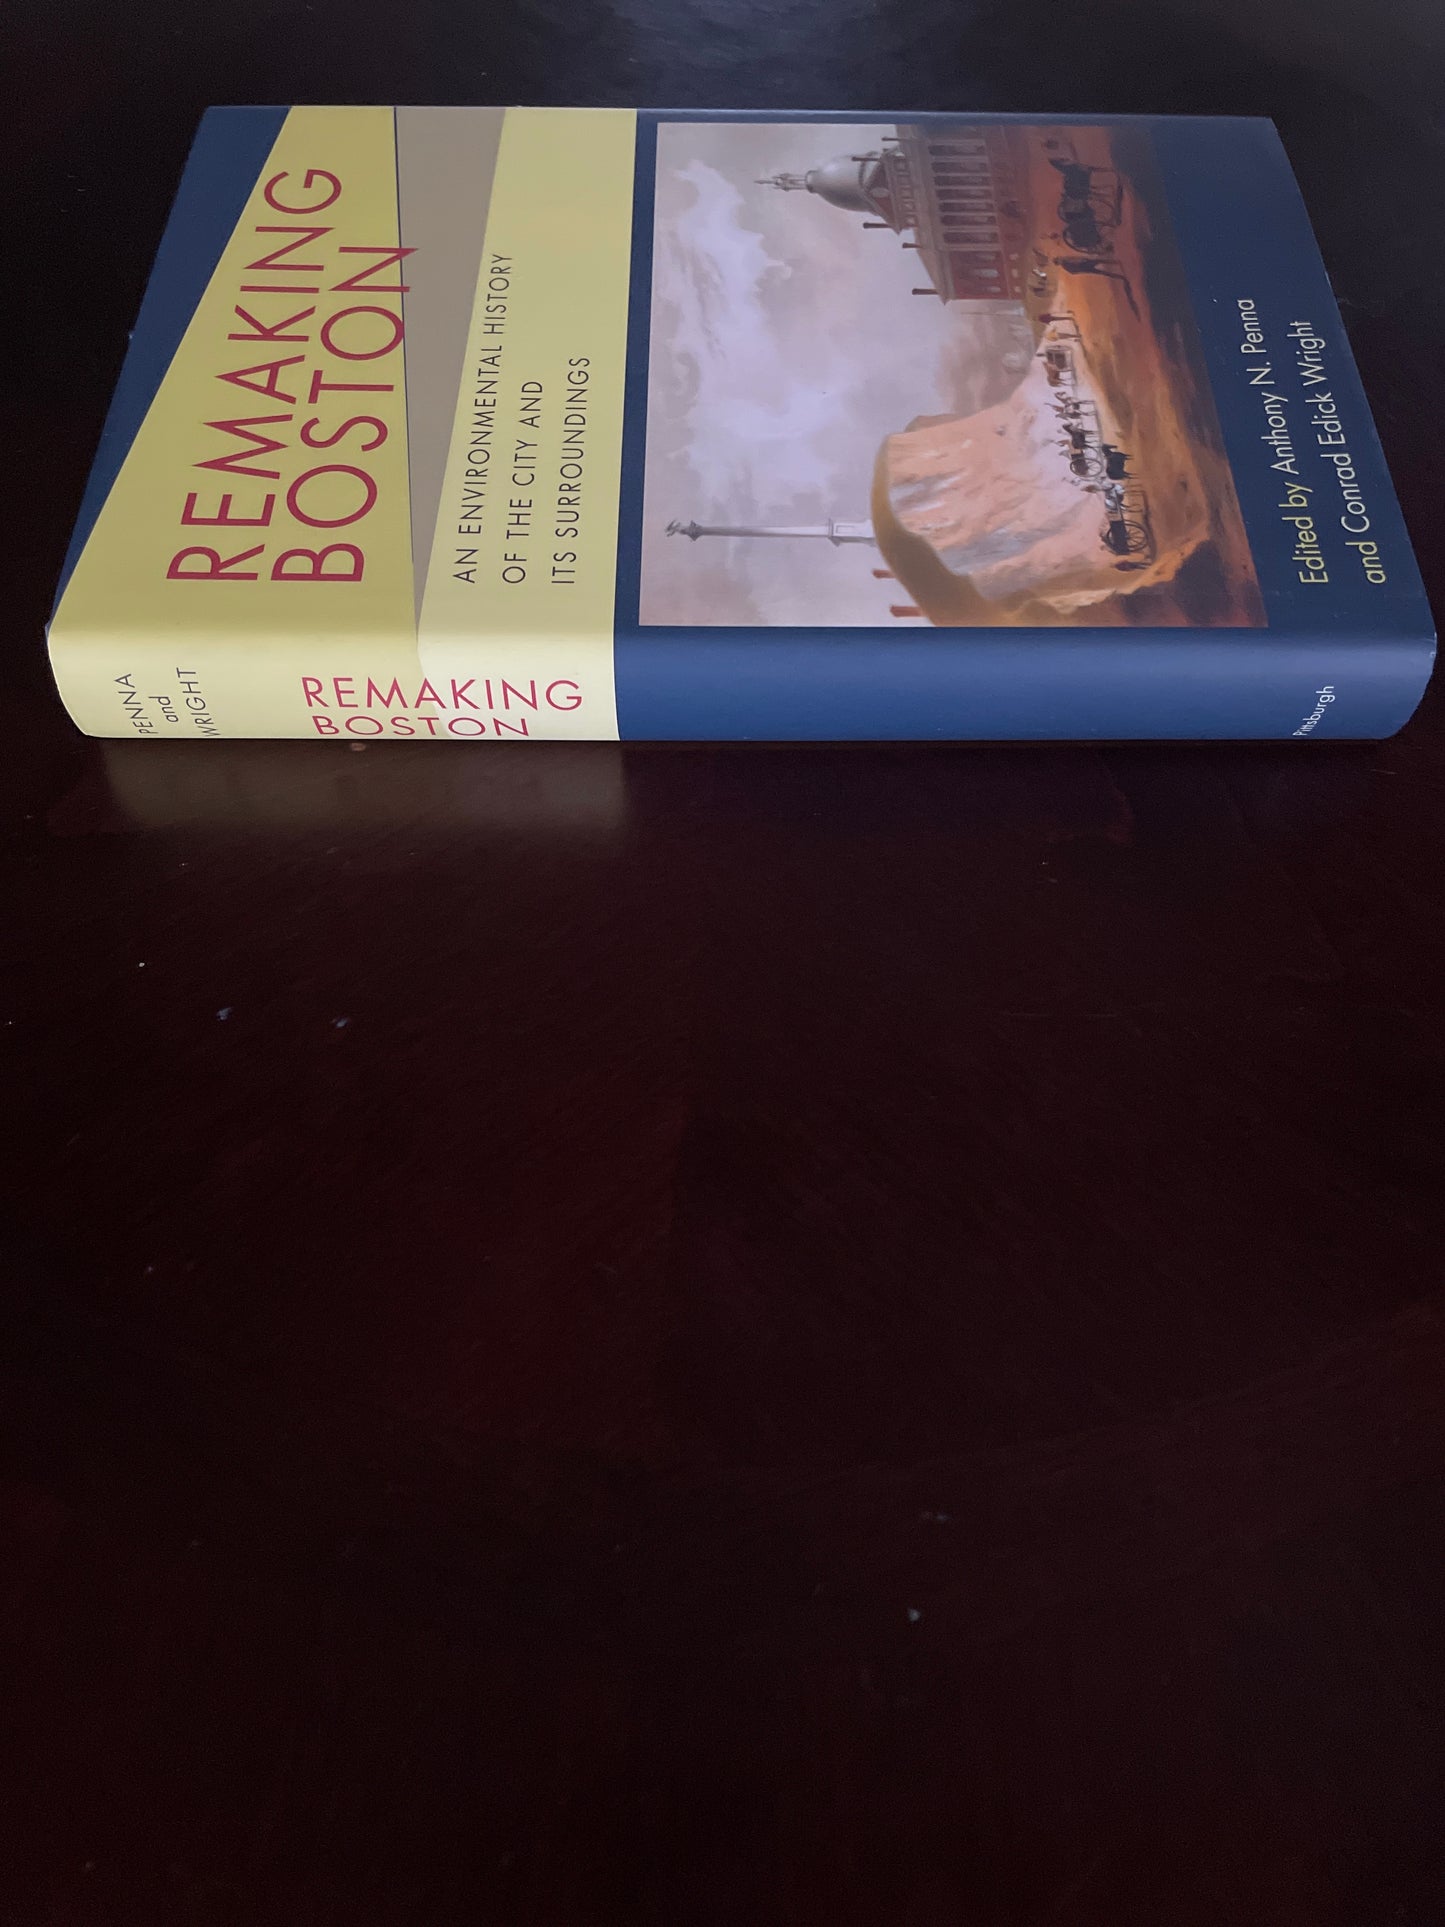 REMAKING
BOSTON
AN ENVIRONMENTAL HISTORY
OF THE CITY AND
ITS SURROUNDINGS
Edited by Anthony N. Penna
and Conrad Edick Wright
PENNA
and
WRIGHT
REMAKING
BOSTON
Pittsburgh